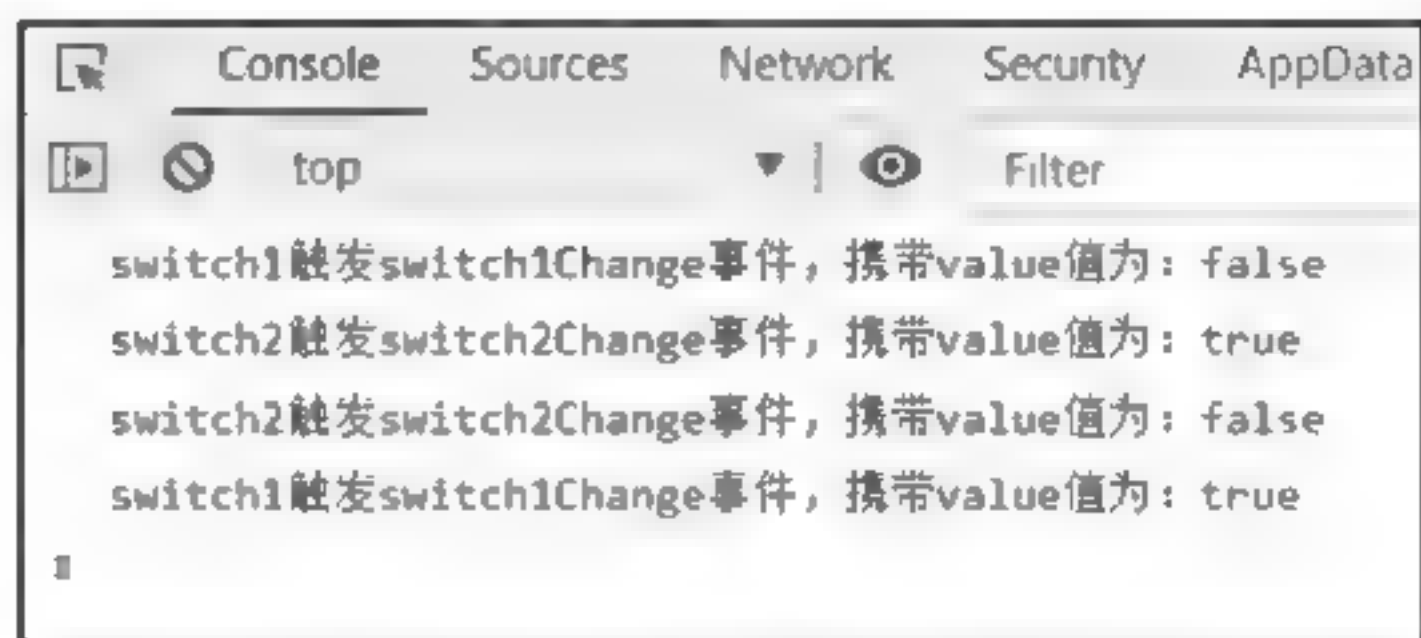 Console Sources Network Security AppData
top Filter
switch1触发switch1Change事件，携带value值为：false
switch2触发switch2Change事件，携带value值为：true
switch2触发switch2Change事件，携带value值为：false
switch1触发switch1Change事件，携带value值为：true